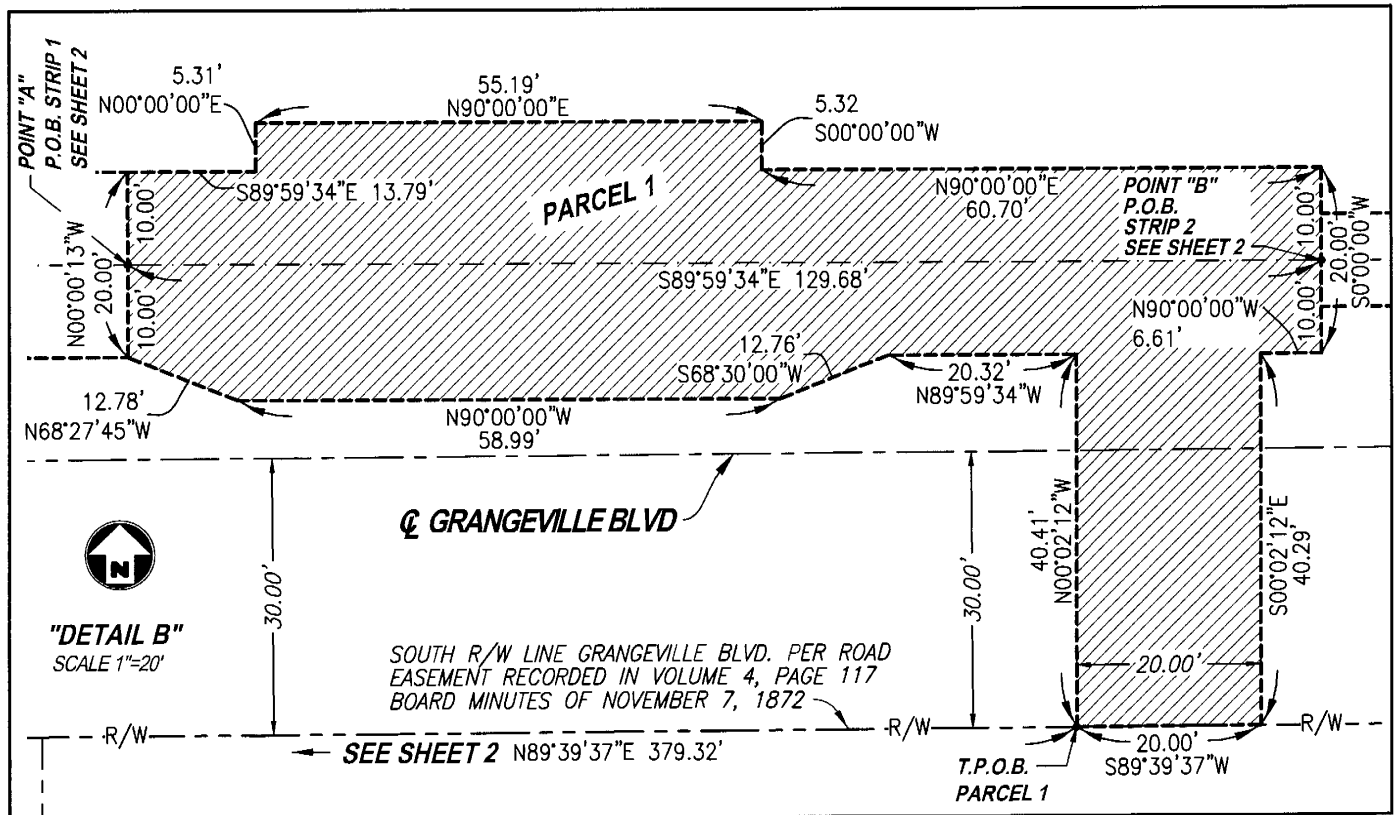 POINT "A"
P.O.B. STRIP 1
SEE SHEET 2
5.31'
N00°00'00"E
55.19'
N90°00'00"E
5.32
S00°00'00"W
S89°59'34"E 13.79'
PARCEL 1
N90°00'00"E
60.70'
POINT "B"
P.O.B.
STRIP 2
SEE SHEET 2
N00°00'13"W
20.00'
10.00'
10.00'
S89°59'34"E 129.68'
10.00'
10.00'
20.00'
S0°00'00"W
N90°00'00"W
6.61'
12.76'
S68°30'00"W
20.32'
N89°59'34"W
12.78'
N68°27'45"W
N90°00'00"W
58.99'
℄ GRANGEVILLE BLVD
N
"DETAIL B"
SCALE 1"=20'
30.00'
30.00'
40.41'
N00°02'12"W
S00°02'12"E
40.29'
20.00'
SOUTH R/W LINE GRANGEVILLE BLVD. PER ROAD
EASEMENT RECORDED IN VOLUME 4, PAGE 117
BOARD MINUTES OF NOVEMBER 7, 1872
R/W
R/W
R/W
SEE SHEET 2 N89°39'37"E 379.32'
T.P.O.B.
PARCEL 1
20.00'
S89°39'37"W